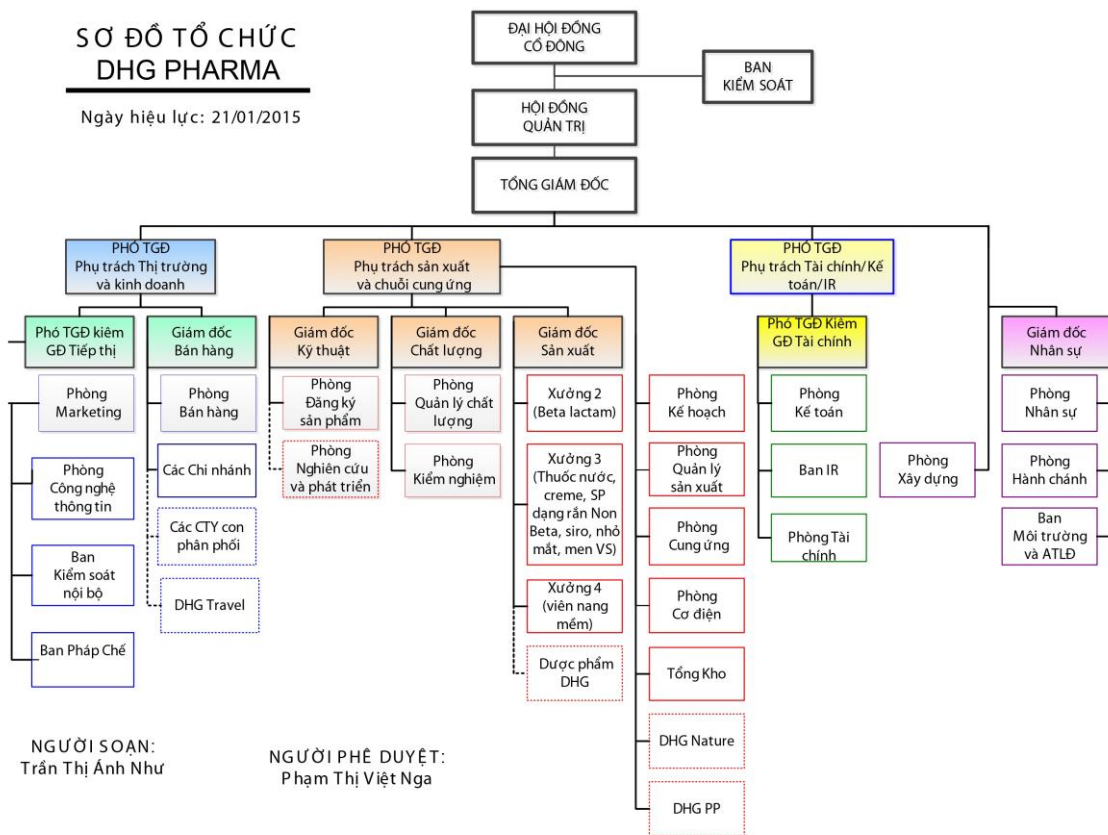 SƠ ĐỒ TỔ CHỨC
DHG PHARMA
Ngày hiệu lực: 21/01/2015
ĐẠI HỘI ĐỒNG
CỔ ĐÔNG
BAN
KIỂM SOÁT
HỘI ĐỒNG
QUẢN TRỊ
TỔNG GIÁM ĐỐC
PHÓ TGĐ
Phụ trách Thị trường
và kinh doanh
PHÓ TGĐ
Phụ trách sản xuất
và chuỗi cung ứng
PHÓ TGĐ
Phụ trách Tài chính/Kế
toán/IR
Phó TGĐ kiêm
GĐ Tiếp thị
Giám đốc
Bán hàng
Giám đốc
Kỹ thuật
Giám đốc
Chất lượng
Giám đốc
Sản xuất
Phó TGĐ Kiêm
GĐ Tài chính
Giám đốc
Nhân sự
Phòng
Marketing
Phòng
Công nghệ
thông tin
Ban
Kiểm soát
nội bộ
Ban Pháp Chế
Phòng
Bán hàng
Các Chi nhánh
Các CTY con
phân phối
DHG Travel
Phòng
Đăng ký
sản phẩm
Phòng
Nghiên cứu
và phát triển
Phòng
Quản lý chất
lượng
Phòng
Kiểm nghiệm
Xưởng 2
(Beta lactam)
Xưởng 3
(Thuốc nước,
creme, SP
dạng rắn Non
Beta, siro, nhỏ
mắt, men VS)
Xưởng 4
(viên nang
mềm)
Dược phẩm
DHG
Phòng
Kế hoạch
Phòng
Quản lý
sản xuất
Phòng
Cung ứng
Phòng
Cơ điện
Tổng Kho
DHG Nature
DHG PP
Phòng
Kế toán
Ban IR
Phòng Tài
chính
Phòng
Xây dựng
Phòng
Nhân sự
Phòng
Hành chánh
Ban
Môi trường
và ATLĐ
NGƯỜI SOẠN:
Trần Thị Ánh Như
NGƯỜI PHÊ DUYỆT:
Phạm Thị Việt Nga